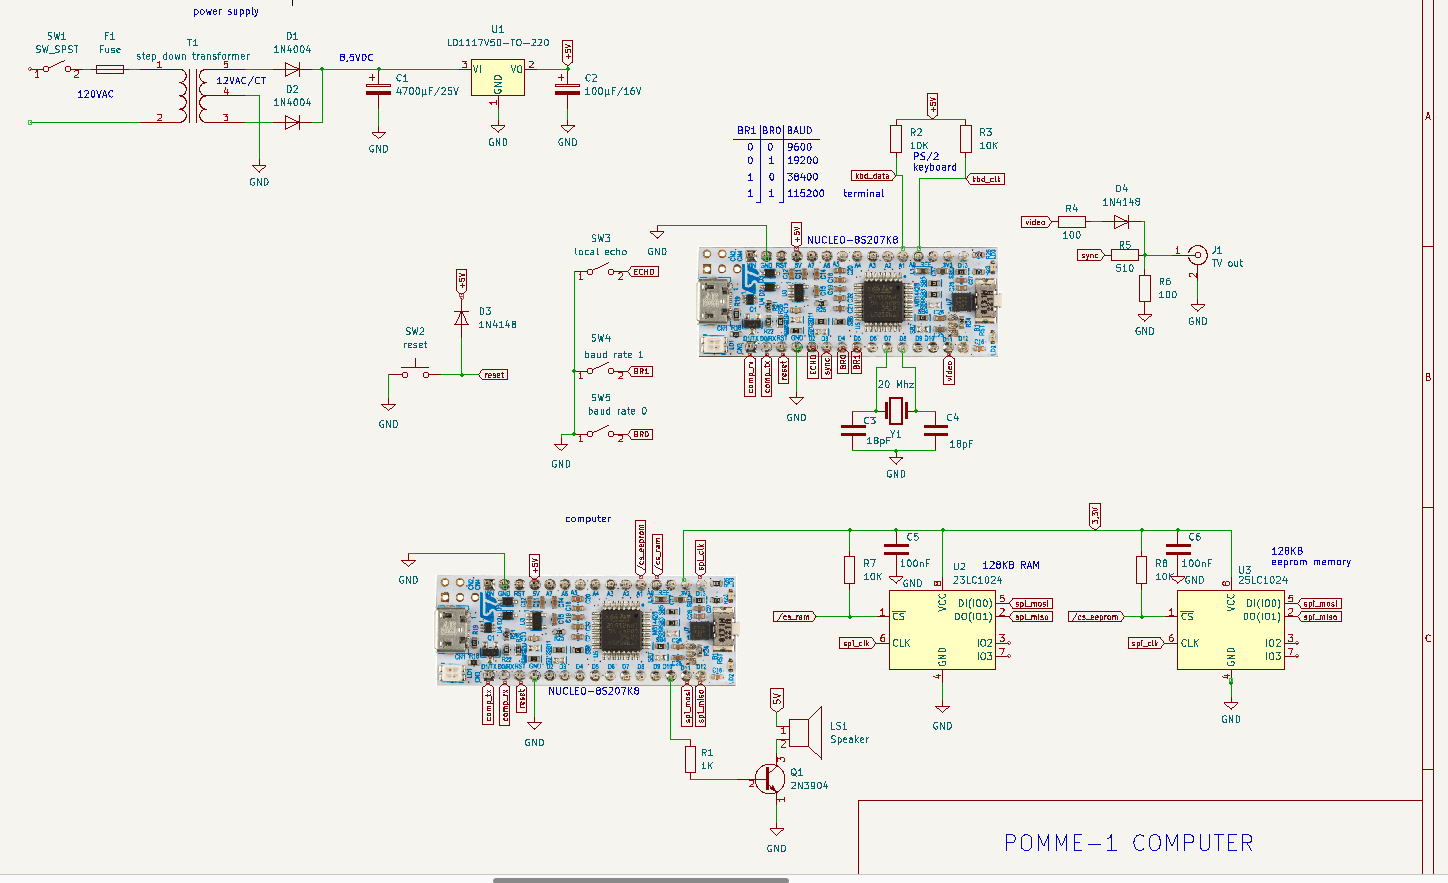 power supply
SW1
SW_SPST
1
2
F1
Fuse
120VAC
T1
step down transformer
1
2
5
4
3
12VAC/CT
D1
1N4004
D2
1N4004
8,5VDC
GND
C1
4700µF/25V
GND
U1
LD1117V50-TO-220
3
VI
VO
2
GND
1
GND
+5V
C2
100µF/16V
GND
BR1 BR0 BAUD
0 0 9600
0 1 19200
1 0 38400
1 1 115200
terminal
+5V
R2
10K
R3
10K
PS/2
keyboard
kbd_data
kbd_clk
GND
+5V
NUCLEO-8S207K8
comp_rx
comp_tx
reset
GND
ECHO
sync
BR0
BR1
video
20 Mhz
Y1
C3
18pF
C4
18pF
GND
video
R4
100
D4
1N4148
sync
R5
510
R6
100
GND
1
J1
TV out
2
GND
+5V
D3
1N4148
SW2
reset
reset
GND
SW3
local echo
1
2
ECHO
SW4
baud rate 1
1
2
BR1
SW5
baud rate 0
1
2
BR0
GND
computer
GND
+5V
/cs_eeprom
/cs_ram
spi_clk
comp_tx
comp_rx
reset
GND
NUCLEO-8S207K8
spi_mosi
spi_miso
R1
1K
5V
1
2
LS1
Speaker
3
2
1
Q1
2N3904
GND
3,3V
R7
10K
C5
100nF
GND
U2
23LC1024
128KB RAM
8
VCC
/cs_ram
1
CS
spi_clk
6
CLK
DI(IO0)
5
spi_mosi
DO(IO1)
2
spi_miso
IO2
3
IO3
7
GND
4
GND
R8
10K
C6
100nF
GND
U3
25LC1024
128KB
eeprom memory
8
VCC
/cs_eeprom
1
CS
spi_clk
6
CLK
DI(IO0)
5
spi_mosi
DO(IO1)
2
spi_miso
IO2
3
IO3
7
GND
4
GND
A
B
C
POMME-1 COMPUTER